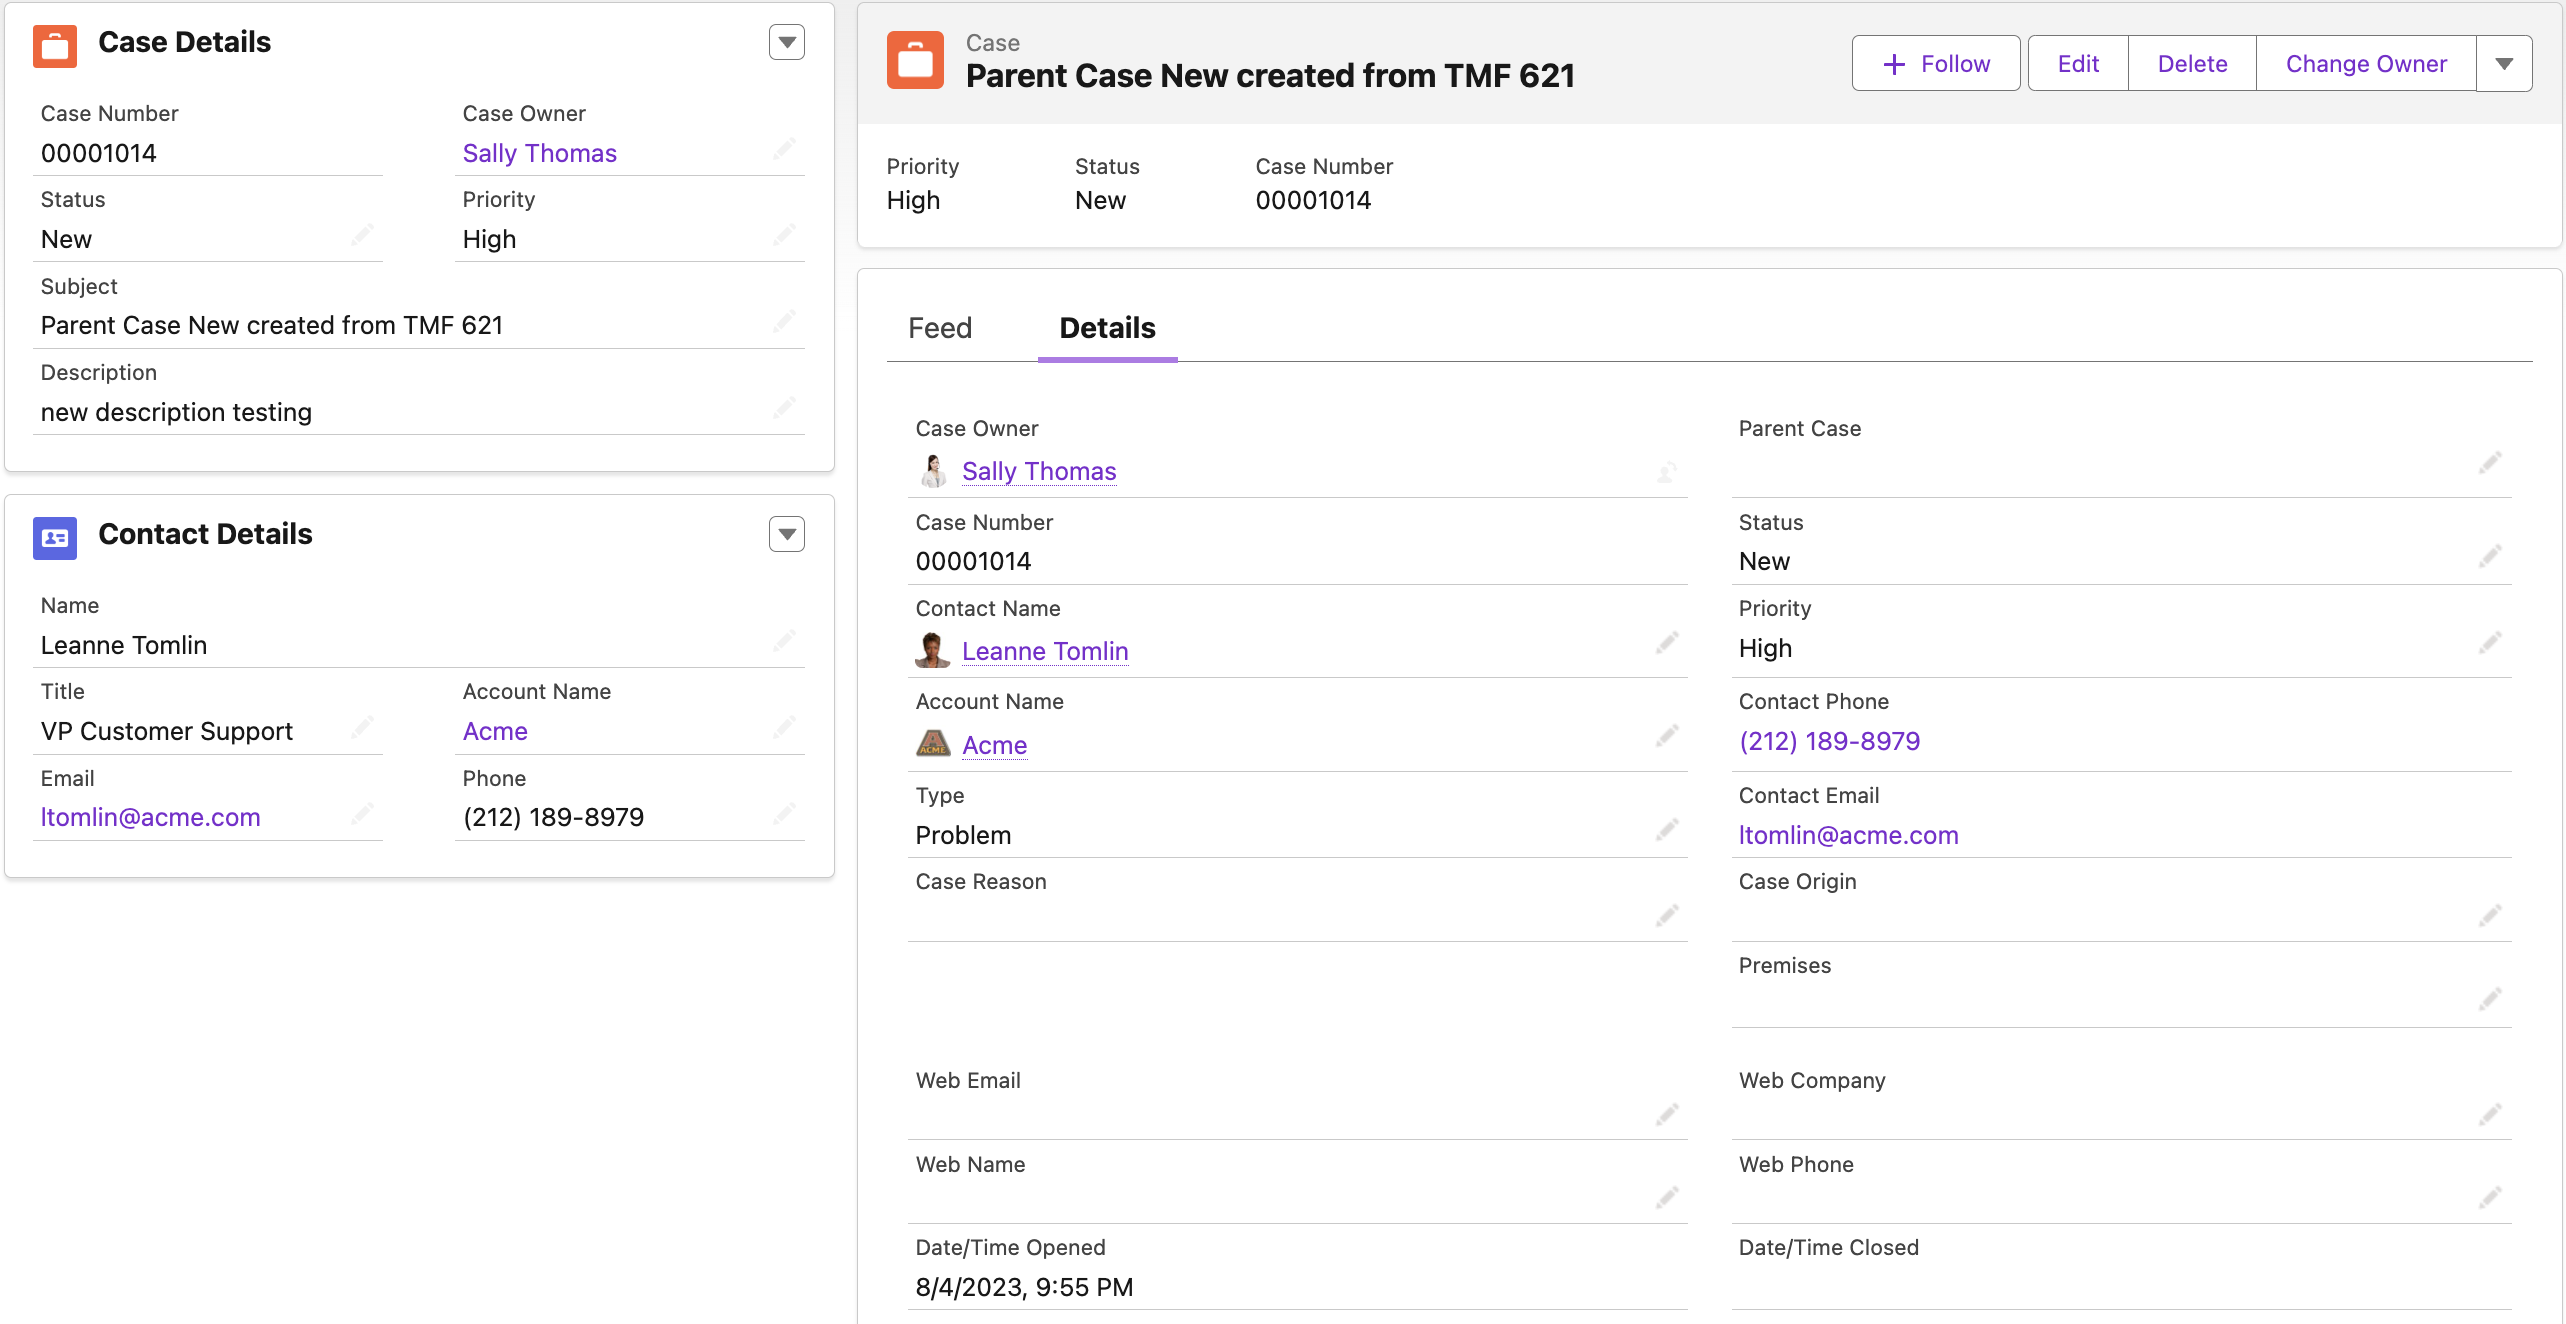 Case Details
Case Number
Case Owner
00001014
Sally Thomas
Status
Priority
New
High
Subject
Parent Case New created from TMF 621
Description
new description testing
Contact Details
Name
Leanne Tomlin
Title
Account Name
VP Customer Support
Acme
Email
Phone
ltomlin@acme.com
(212) 189-8979
Case
Parent Case New created from TMF 621
Follow
Edit
Delete
Change Owner
Priority
Status
Case Number
High
New
00001014
Feed
Details
Case Owner
Parent Case
Sally Thomas
Case Number
Status
00001014
New
Contact Name
Priority
Leanne Tomlin
High
Account Name
Contact Phone
ACME
Acme
(212) 189-8979
Type
Contact Email
Problem
ltomlin@acme.com
Case Reason
Case Origin
Premises
Web Email
Web Company
Web Name
Web Phone
Date/Time Opened
Date/Time Closed
8/4/2023, 9:55 PM